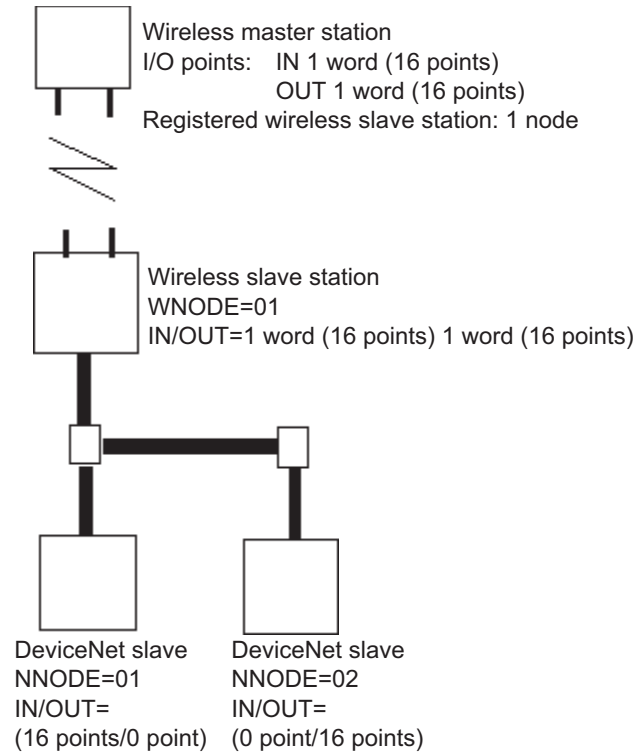 Wireless master station
I/O points: IN 1 word (16 points)
OUT 1 word (16 points)
Registered wireless slave station: 1 node
Wireless slave station
WNODE=01
IN/OUT=1 word (16 points) 1 word (16 points)
DeviceNet slave
NNODE=01
IN/OUT=
(16 points/0 point)
DeviceNet slave
NNODE=02
IN/OUT=
(0 point/16 points)